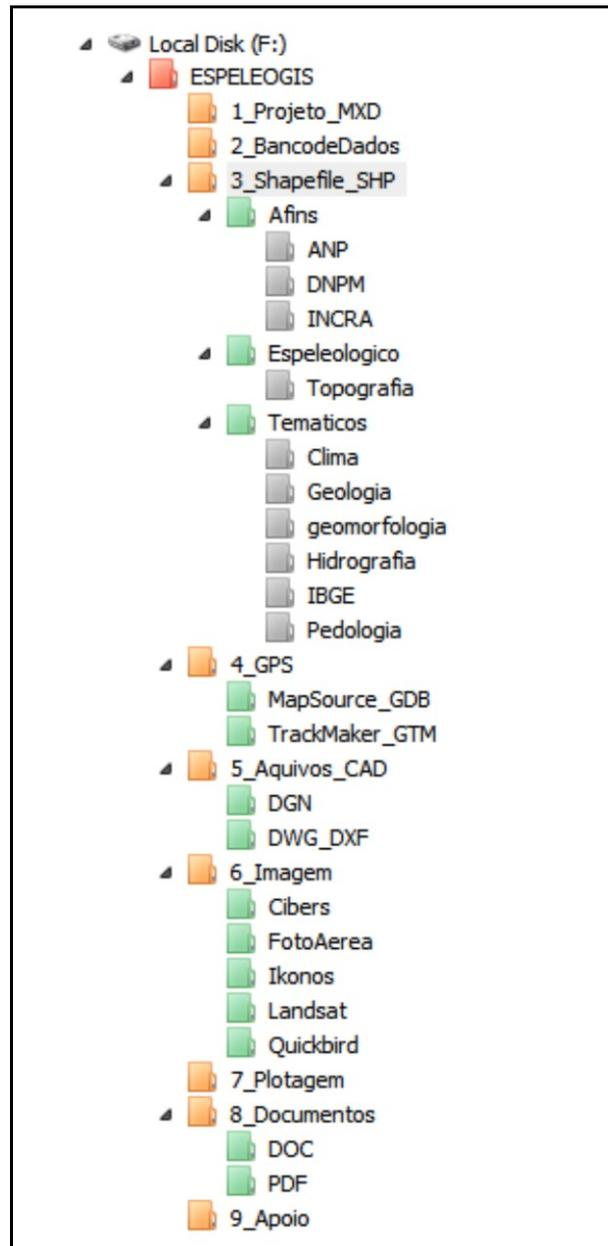 Local Disk (F:)
ESPELEOGIS
1_Projeto_MXD
2_BancodeDados
3_Shapefile_SHP
Afins
ANP
DNPM
INCRA
Espeleologico
Topografia
Tematicos
Clima
Geologia
geomorfologia
Hidrografia
IBGE
Pedologia
4_GPS
MapSource_GDB
TrackMaker_GTM
5_Aquivos_CAD
DGN
DWG_DXF
6_Imagem
Cibers
FotoAerea
Ikonos
Landsat
Quickbird
7_Plotagem
8_Documentos
DOC
PDF
9_Apoio